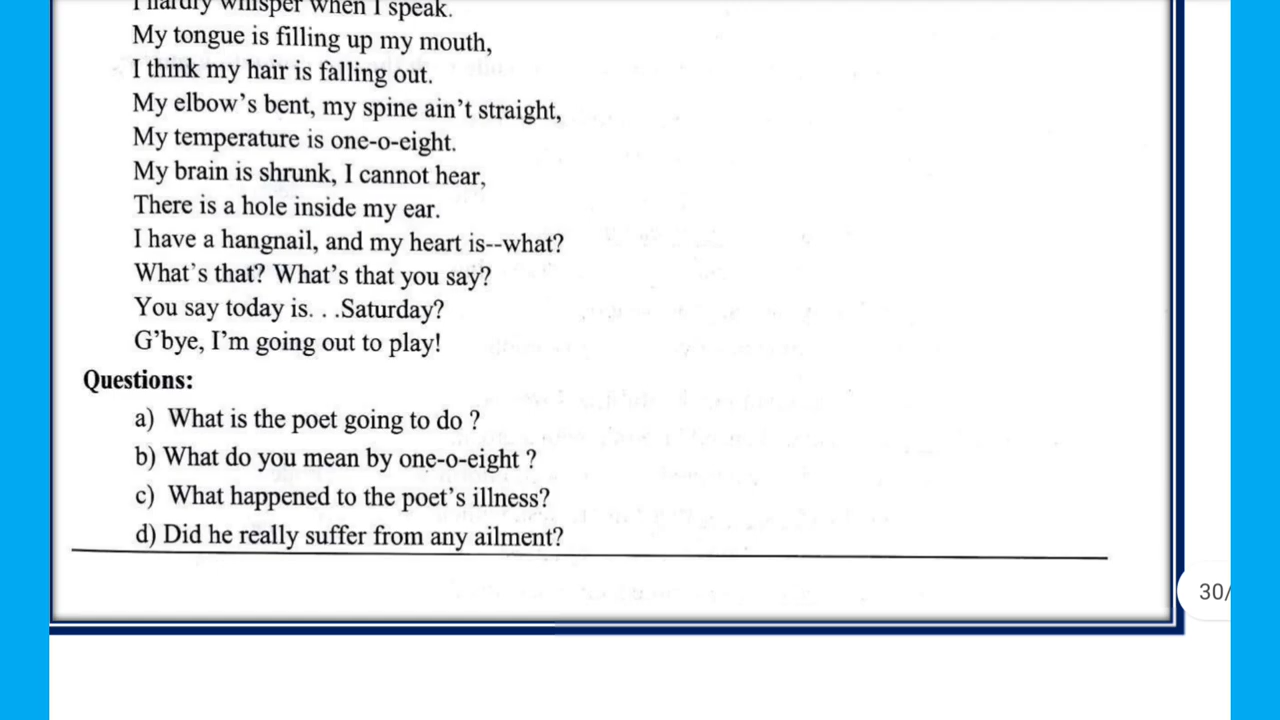 I hardly whisper when I speak.
My tongue is filling up my mouth,
I think my hair is falling out.
My elbow's bent, my spine ain't straight,
My temperature is one-o-eight.
My brain is shrunk, I cannot hear,
There is a hole inside my ear.
I have a hangnail, and my heart is--what?
What's that? What's that you say?
You say today is. . .Saturday?
G'bye, I'm going out to play!
Questions:
a) What is the poet going to do ?
b) What do you mean by one-o-eight ?
c) What happened to the poet's illness?
d) Did he really suffer from any ailment?
30/